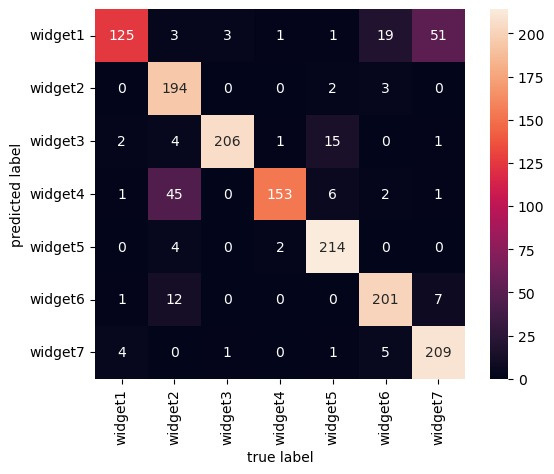 widget1 125 3 3 1 1 19 51
widget2 0 194 0 0 2 3 0
widget3 2 4 206 1 15 0 1
widget4 1 45 0 153 6 2 1
widget5 0 4 0 2 214 0 0
widget6 1 12 0 0 0 201 7
widget7 4 0 1 0 1 5 209
predicted label
widget1 widget2 widget3 widget4 widget5 widget6 widget7
true label
200
175
150
125
100
75
50
25
0